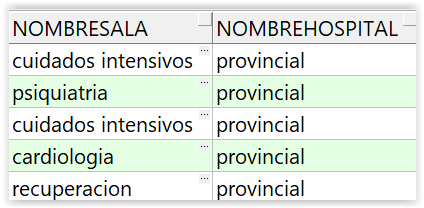 NOMBRESALA NOMBREHOSPITAL
cuidados intensivos provincial
psiquiatria provincial
cuidados intensivos provincial
cardiologia provincial
recuperacion provincial